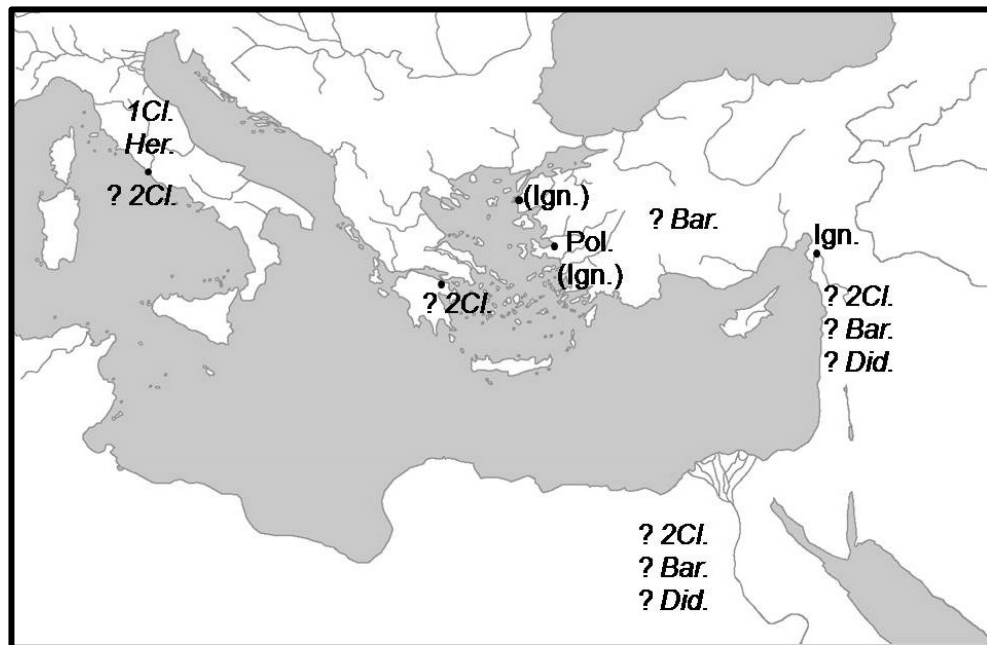 1Cl.
Her.
? 2Cl.
? 2Cl.
(Ign.)
Pol.
(Ign.)
? Bar.
Ign.
? 2Cl.
? Bar.
? Did.
? 2Cl.
? Bar.
? Did.